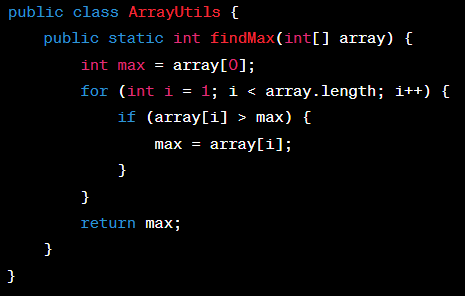 public class ArrayUtils {
    public static int findMax(int[] array) {
        int max = array[0];
        for (int i = 1; i < array.length; i++) {
            if (array[i] > max) {
                max = array[i];
            }
        }
        return max;
    }
}